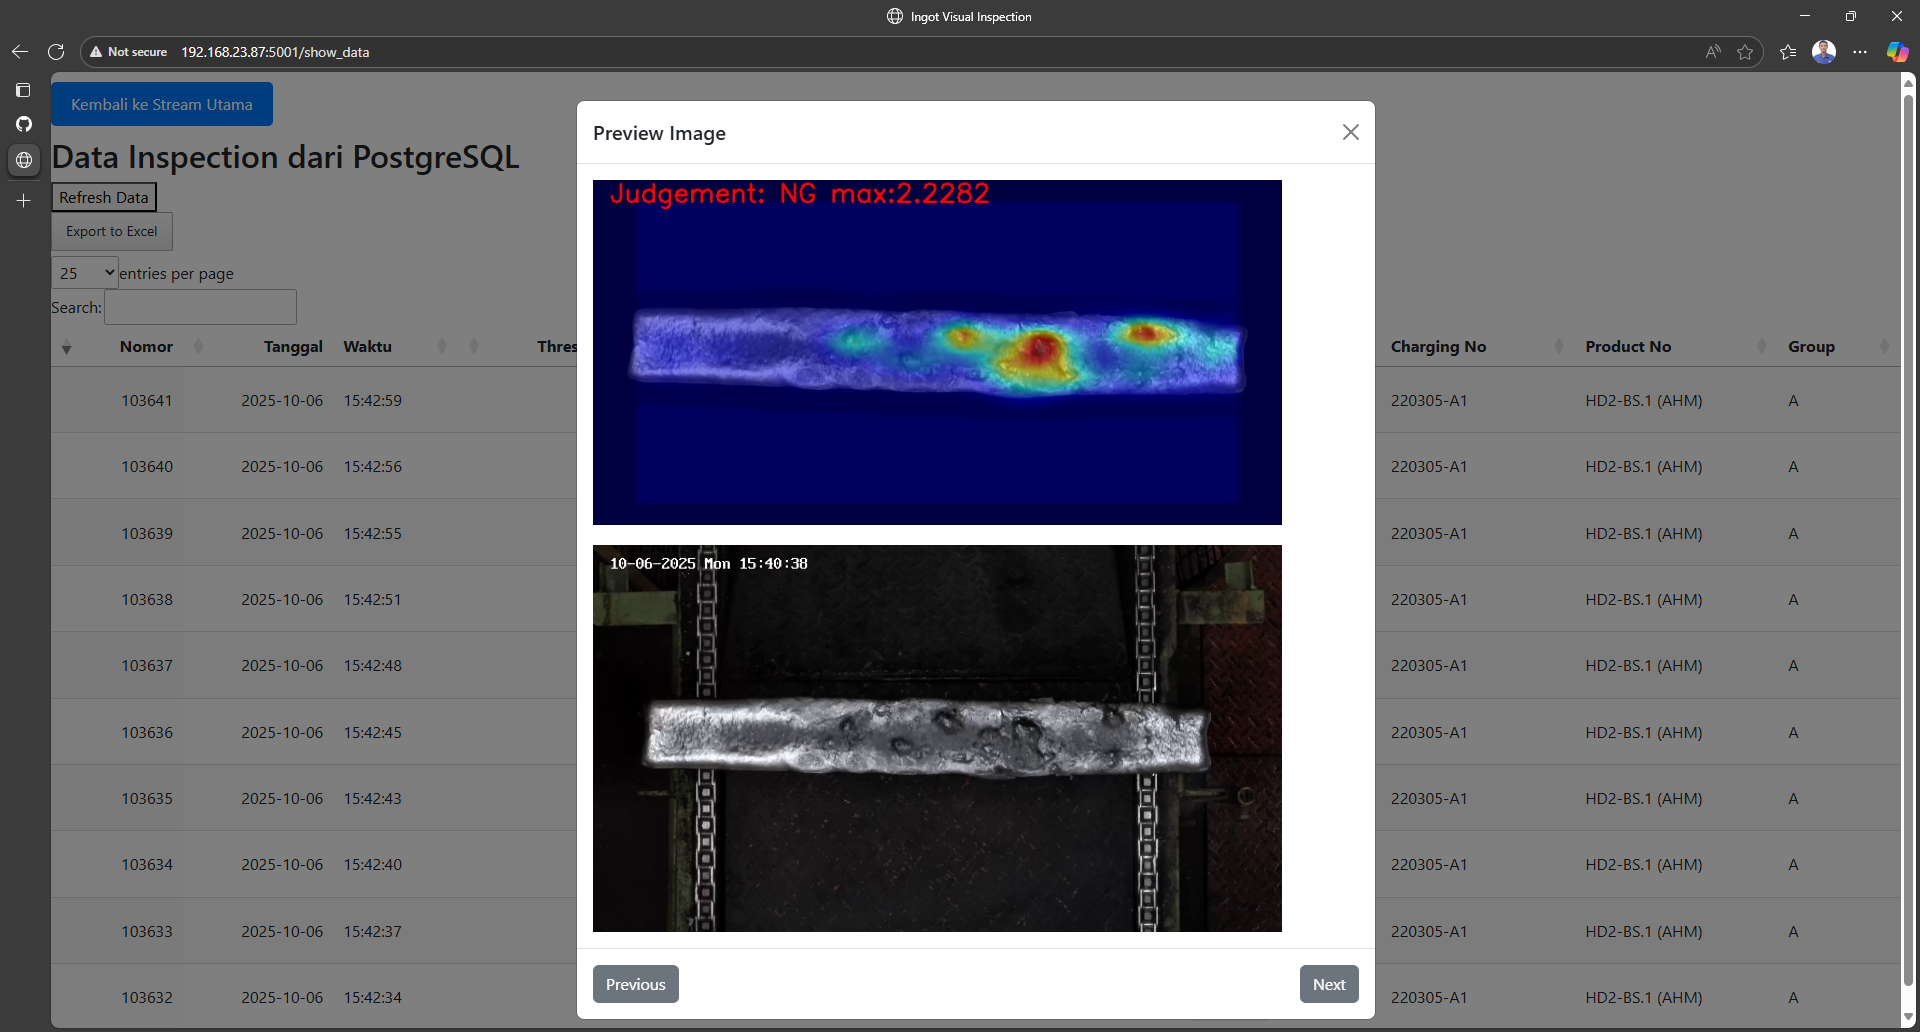 Ingot Visual Inspection
Not secure 192.168.23.87:5001/show_data
Kembali ke Stream Utama
Data Inspection dari PostgreSQL
Refresh Data
Export to Excel
25 entries per page
Search:
Nomor Tanggal Waktu Thres Charging No Product No Group
103641 2025-10-06 15:42:59 220305-A1 HD2-BS.1 (AHM) A
103640 2025-10-06 15:42:56 220305-A1 HD2-BS.1 (AHM) A
103639 2025-10-06 15:42:55 220305-A1 HD2-BS.1 (AHM) A
103638 2025-10-06 15:42:51 220305-A1 HD2-BS.1 (AHM) A
103637 2025-10-06 15:42:48 220305-A1 HD2-BS.1 (AHM) A
103636 2025-10-06 15:42:45 220305-A1 HD2-BS.1 (AHM) A
103635 2025-10-06 15:42:43 220305-A1 HD2-BS.1 (AHM) A
103634 2025-10-06 15:42:40 220305-A1 HD2-BS.1 (AHM) A
103633 2025-10-06 15:42:37 220305-A1 HD2-BS.1 (AHM) A
103632 2025-10-06 15:42:34 220305-A1 HD2-BS.1 (AHM) A
Preview Image
Judgement: NG max:2.2282
10-06-2025 Mon 15:40:38
Previous Next